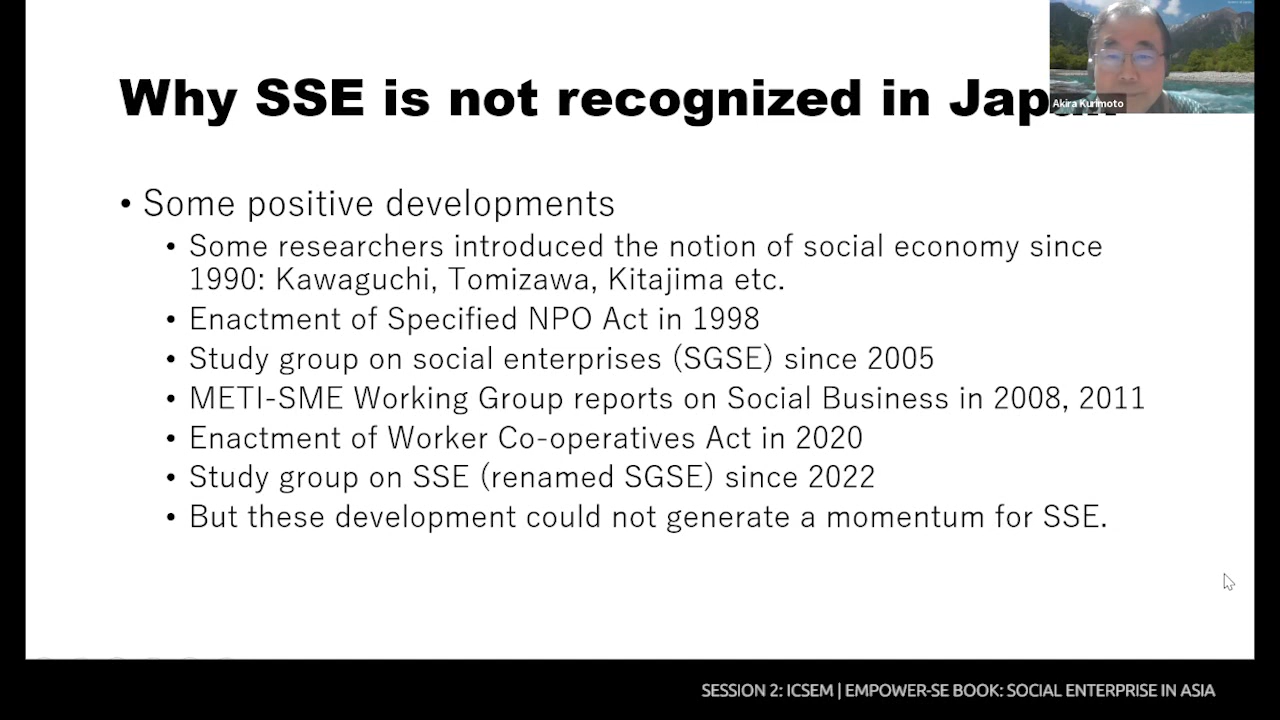 Why SSE is not recognized in
Akira Kurimoto
• Some positive developments
• Some researchers introduced the notion of social economy since
1990: Kawaguchi, Tomizawa, Kitajima etc.
• Enactment of Specified NPO Act in 1998
• Study group on social enterprises (SGSE) since 2005
• METI-SME Working Group reports on Social Business in 2008, 2011
• Enactment of Worker Co-operatives Act in 2020
• Study group on SSE (renamed SGSE) since 2022
• But these development could not generate a momentum for SSE.
SESSION 2: ICSEM | EMPOWER-SE BOOK: SOCIAL ENTERPRISE IN ASIA